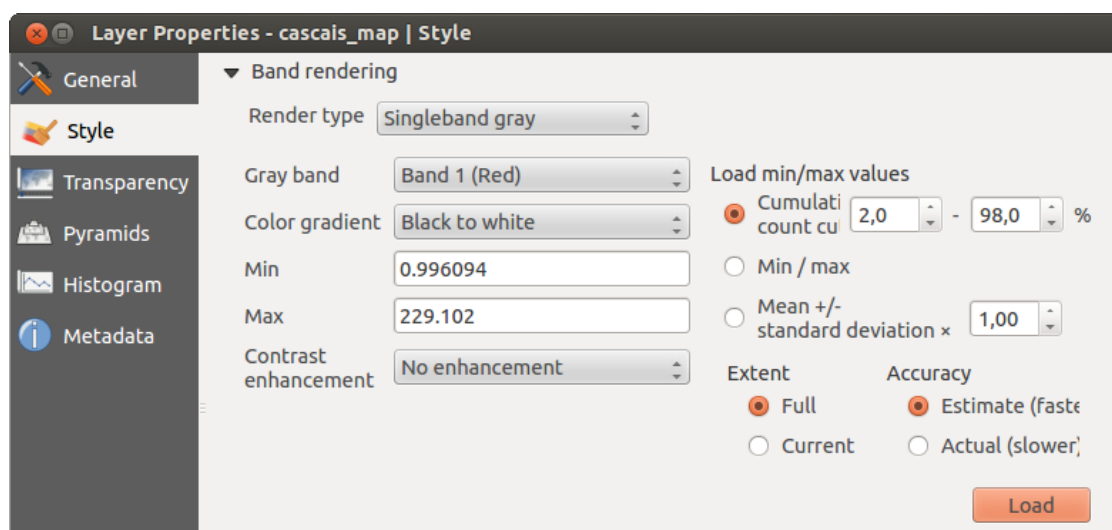 Layer Properties - cascais_map | Style
General
Style
Transparency
Pyramids
Histogram
Metadata
Band rendering
Render type Singleband gray
Gray band Band 1 (Red)
Color gradient Black to white
Min 0.996094
Max 229.102
Contrast
enhancement No enhancement
Load min/max values
Cumulati
count cu 2,0 - 98,0 %
Min / max
Mean +/-
standard deviation × 1,00
Extent Accuracy
Full Estimate (faste
Current Actual (slower)
Load